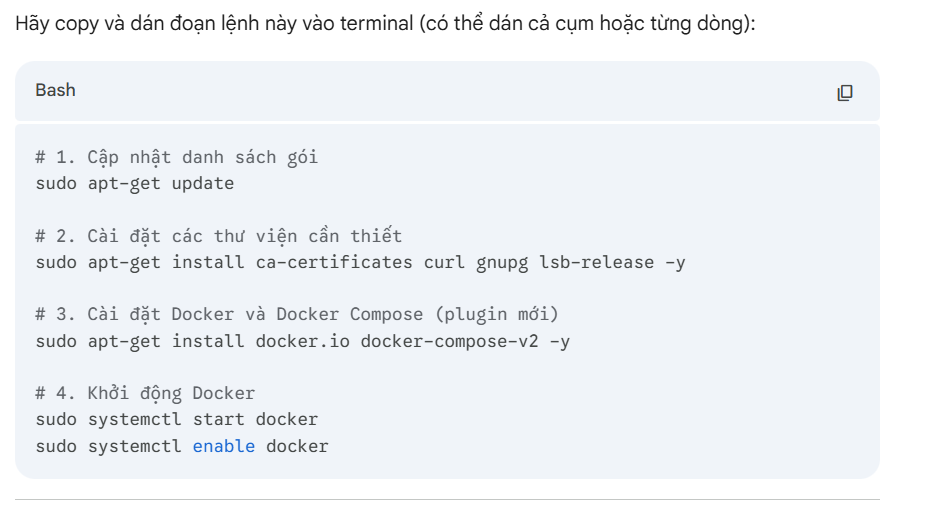 Hãy copy và dán đoạn lệnh này vào terminal (có thể dán cả cụm hoặc từng dòng):
Bash
# 1. Cập nhật danh sách gói
sudo apt-get update
# 2. Cài đặt các thư viện cần thiết
sudo apt-get install ca-certificates curl gnupg lsb-release -y
# 3. Cài đặt Docker và Docker Compose (plugin mới)
sudo apt-get install docker.io docker-compose-v2 -y
# 4. Khởi động Docker
sudo systemctl start docker
sudo systemctl enable docker